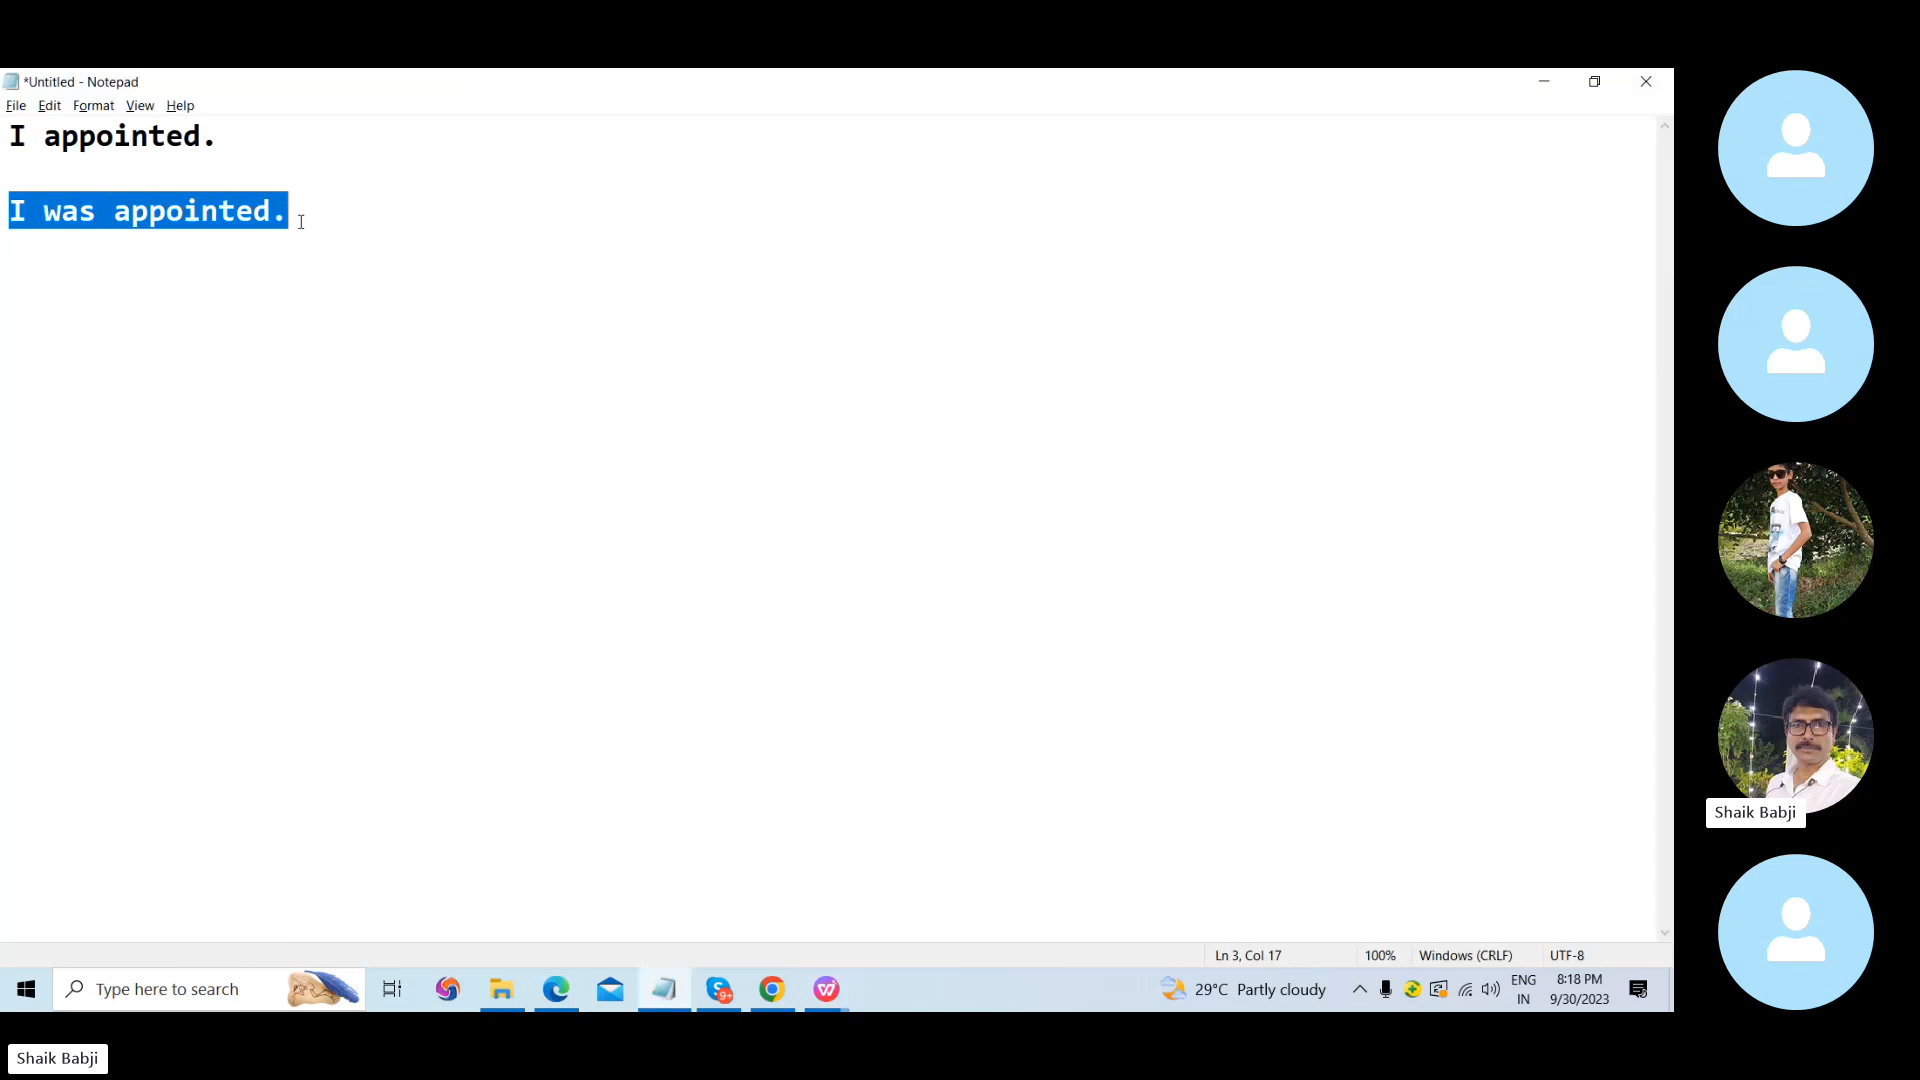 *Untitled - Notepad
File Edit Format View Help
I appointed.
I was appointed.
Shaik Babji
Ln 3, Col 17 100% Windows (CRLF) UTF-8
Type here to search
9+
29°C Partly cloudy
ENG
IN
8:18 PM
9/30/2023
Shaik Babji